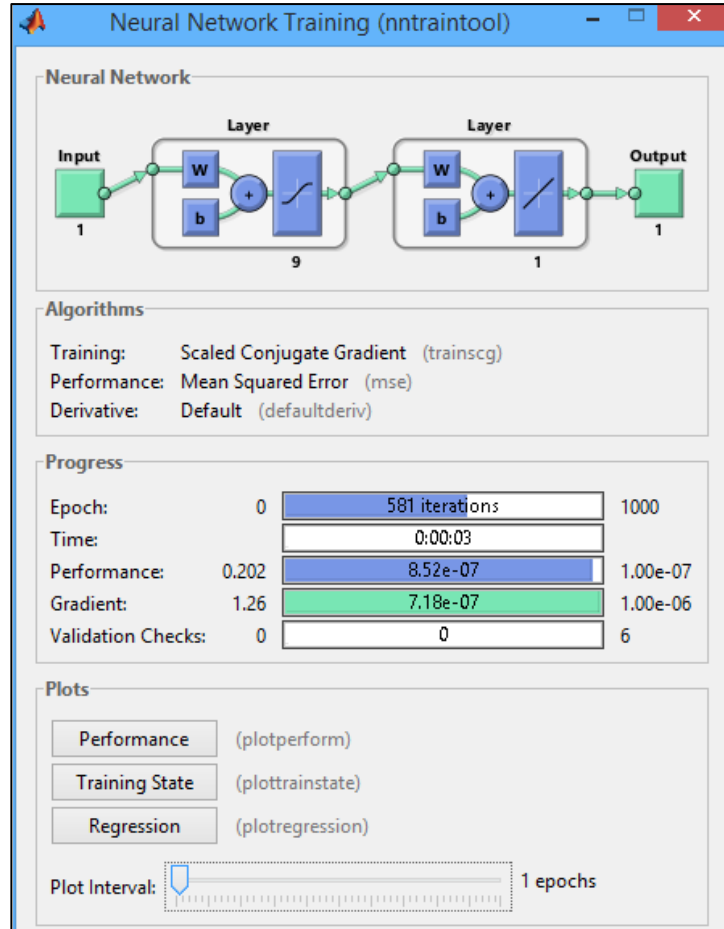 Neural Network Training (nntraintool)
Neural Network
Layer Layer
Input W + b W + b Output
1 9 1 1
Algorithms
Training: Scaled Conjugate Gradient (trainscg)
Performance: Mean Squared Error (mse)
Derivative: Default (defaultderiv)
Progress
Epoch: 0 581 iterations 1000
Time: 0:00:03
Performance: 0.202 8.52e-07 1.00e-07
Gradient: 1.26 7.18e-07 1.00e-06
Validation Checks: 0 0 6
Plots
Performance (plotperform)
Training State (plottrainstate)
Regression (plotregression)
Plot Interval: 1 epochs